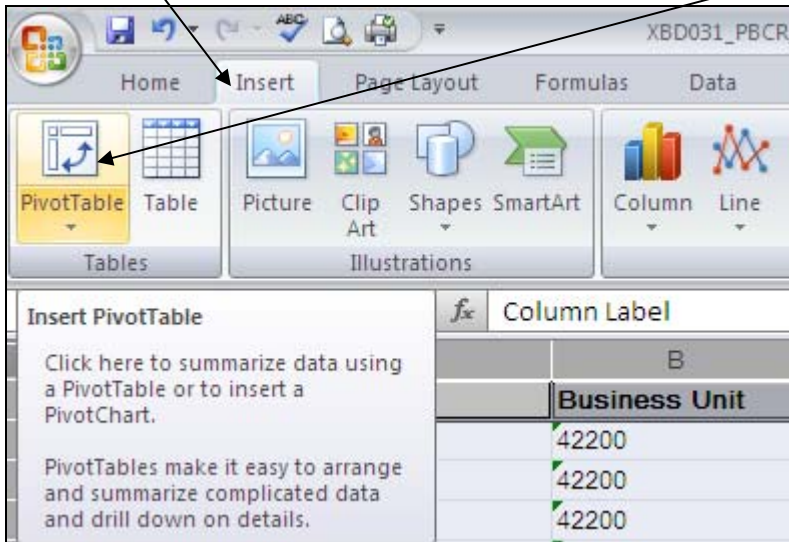 ABC
XBD031_PBCR
Home Insert Page Layout Formulas Data
PivotTable Table Picture Clip Art Shapes SmartArt Column Line
Tables Illustrations
Insert PivotTable
Click here to summarize data using
a PivotTable or to insert a
PivotChart.
PivotTables make it easy to arrange
and summarize complicated data
and drill down on details.
fx Column Label
B
Business Unit
42200
42200
42200